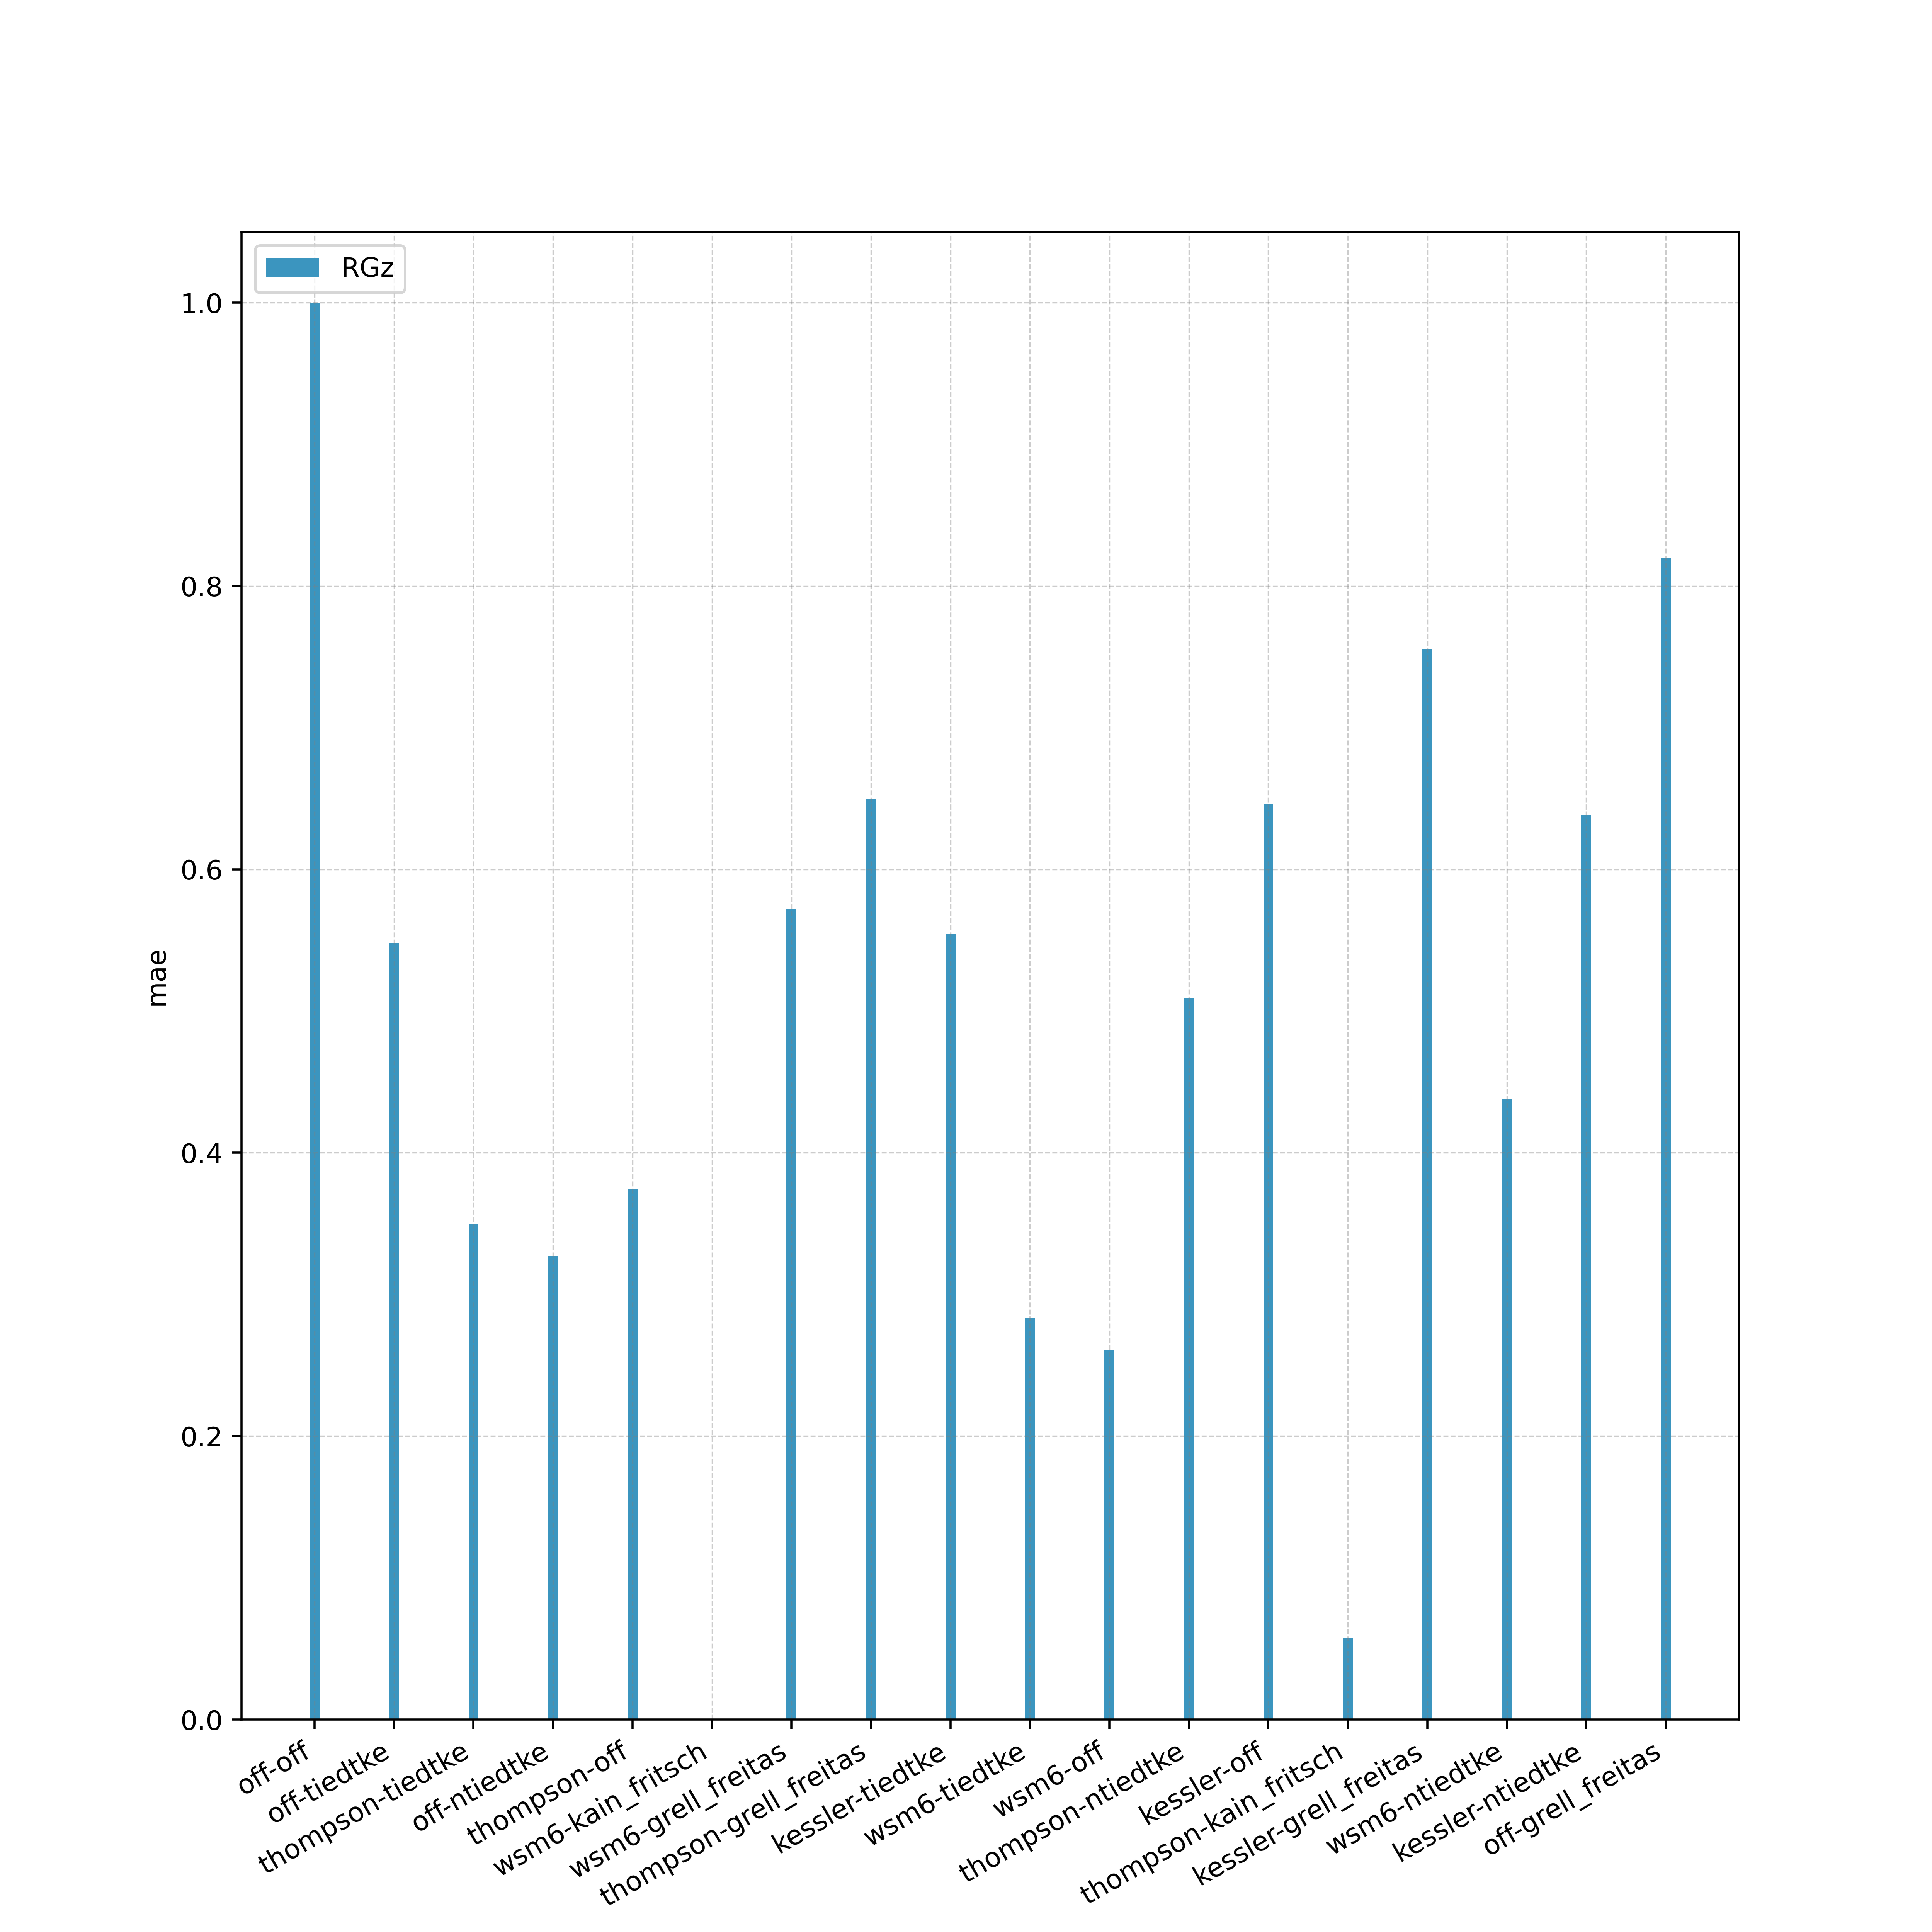 RGz
1.0
0.8
0.6
0.4
0.2
0.0
mae
off-off
off-tiedtke
thompson-tiedtke
off-ntiedtke
thompson-off
wsm6-kain_fritsch
wsm6-grell_freitas
thompson-grell_freitas
kessler-tiedtke
wsm6-tiedtke
wsm6-off
thompson-ntiedtke
kessler-off
thompson-kain_fritsch
kessler-grell_freitas
wsm6-ntiedtke
kessler-ntiedtke
off-grell_freitas